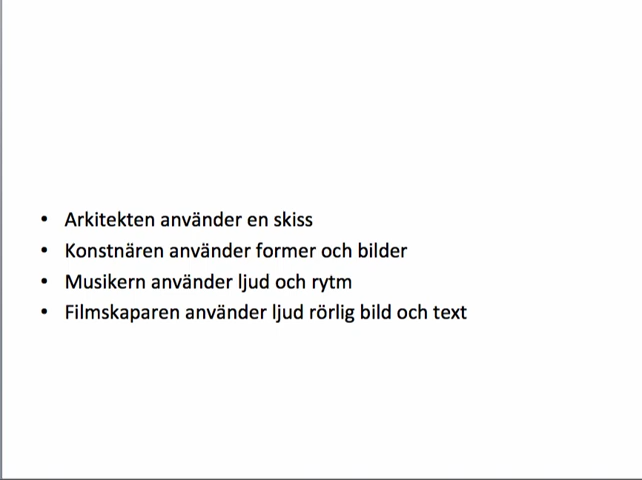 • Arkitekten använder en skiss
• Konstnären använder former och bilder
• Musikern använder ljud och rytm
• Filmskaparen använder ljud rörlig bild och text